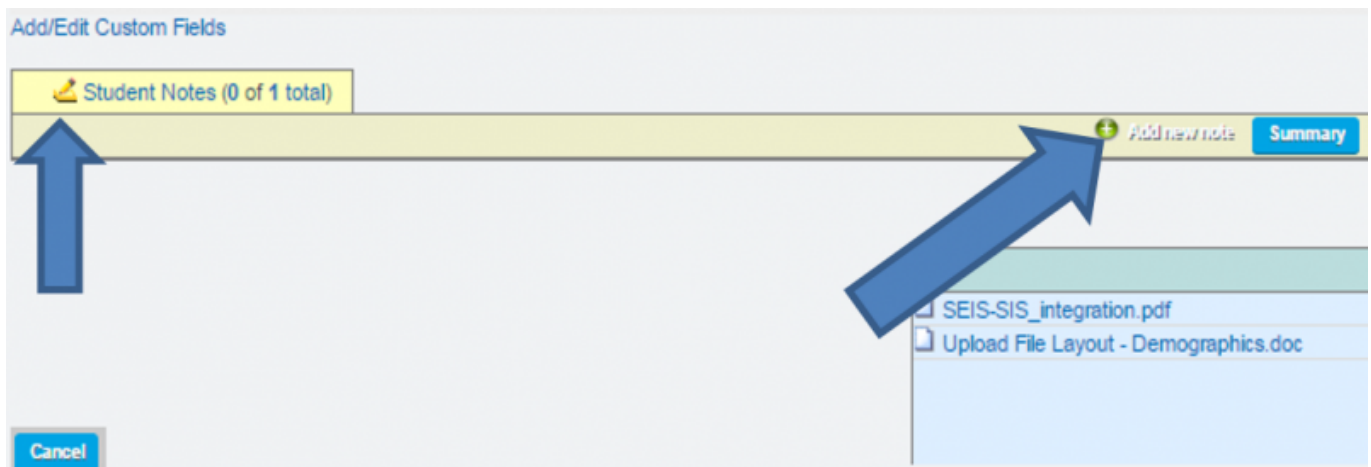 Add/Edit Custom Fields
Student Notes (0 of 1 total)
Add new note Summary
SEIS-SIS_integration.pdf
Upload File Layout - Demographics.doc
Cancel